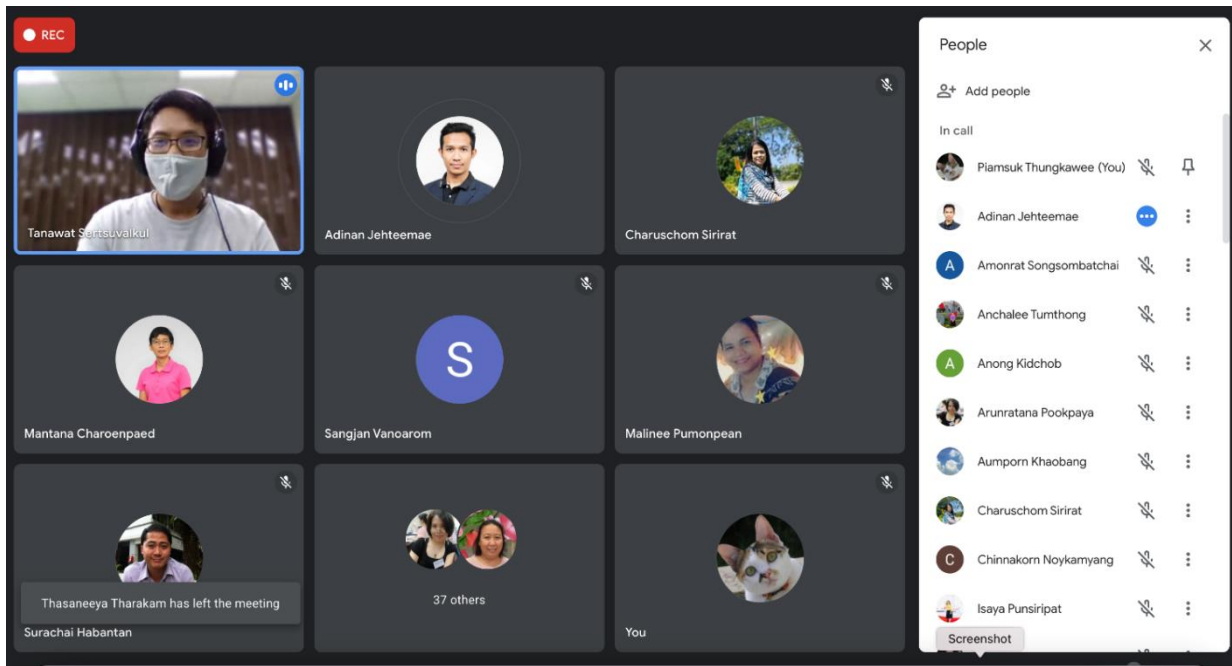 REC
Tanawat Sertsuvalkul
Adinan Jehteemae
Charuschom Sirirat
Mantana Charoenpaed
S
Sangjan Vanoarom
Malinee Pumonpean
Thasaneeya Tharakam has left the meeting
Surachai Habantan
37 others
You
People
Add people
In call
Piamsuk Thungkawee (You)
Adinan Jehteemae
A Amonrat Songsombatchai
Anchalee Tumthong
A Anong Kidchob
Arunratana Pookpaya
Aumporn Khaobang
Charuschom Sirirat
C Chinnakorn Noykamyang
Isaya Punsiripat
Screenshot